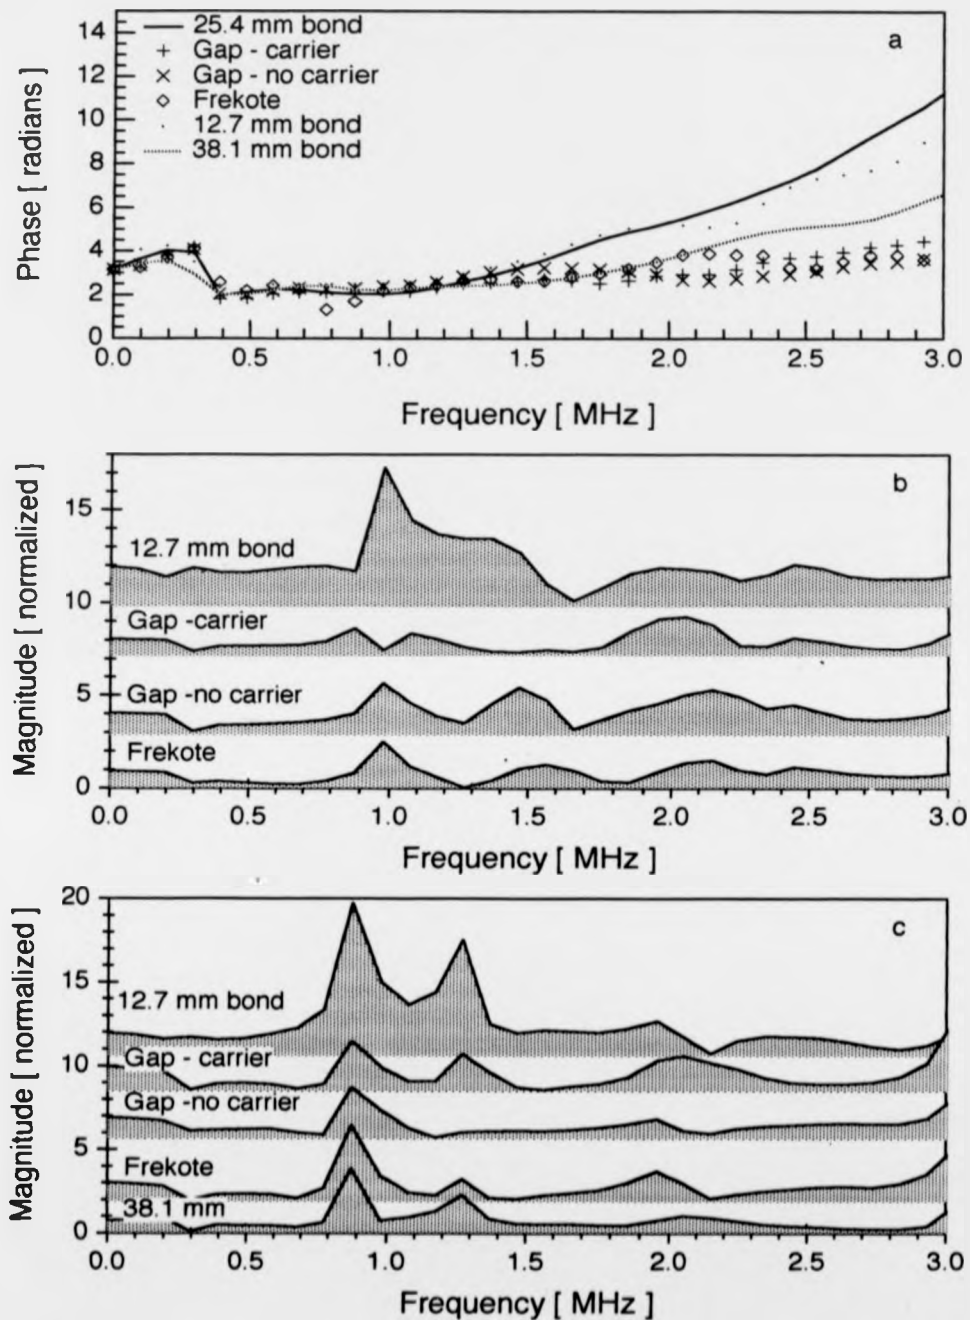 14
12
10
8
6
4
2
0
Phase [ radians ]
25.4 mm bond
Gap - carrier
Gap - no carrier
Frekote
12.7 mm bond
38.1 mm bond
a
0.0 0.5 1.0 1.5 2.0 2.5 3.0
Frequency [ MHz ]
15
10
5
0
Magnitude [ normalized ]
b
12.7 mm bond
Gap -carrier
Gap -no carrier
Frekote
0.0 0.5 1.0 1.5 2.0 2.5 3.0
Frequency [ MHz ]
20
15
10
5
0
Magnitude [ normalized ]
c
12.7 mm bond
Gap - carrier
Gap -no carrier
Frekote
38.1 mm
0.0 0.5 1.0 1.5 2.0 2.5 3.0
Frequency [ MHz ]